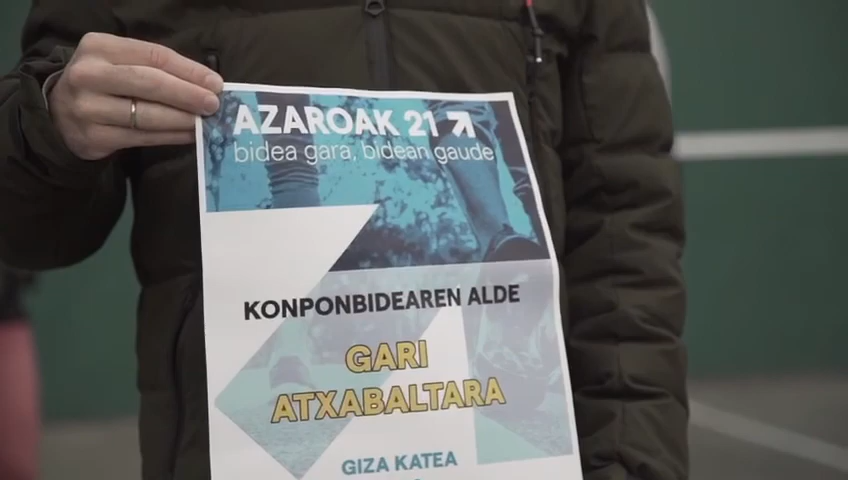 AZAROAK 21
bidea gara, bidean gaude
KONPONBIDEAREN ALDE
GARI
ATXABALTARA
GIZA KATEA